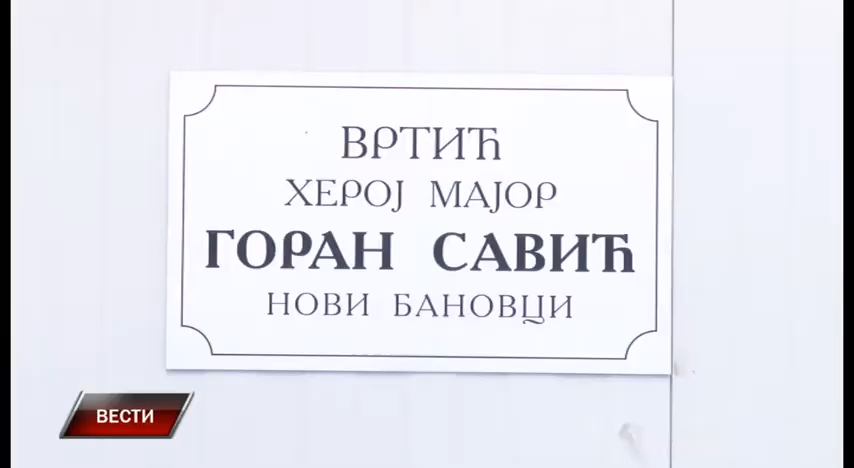 ВРТИЋ
ХЕРОЈ МАЈОР
ГОРАН САВИЋ
НОВИ БАНОВЦИ
ВЕСТИ